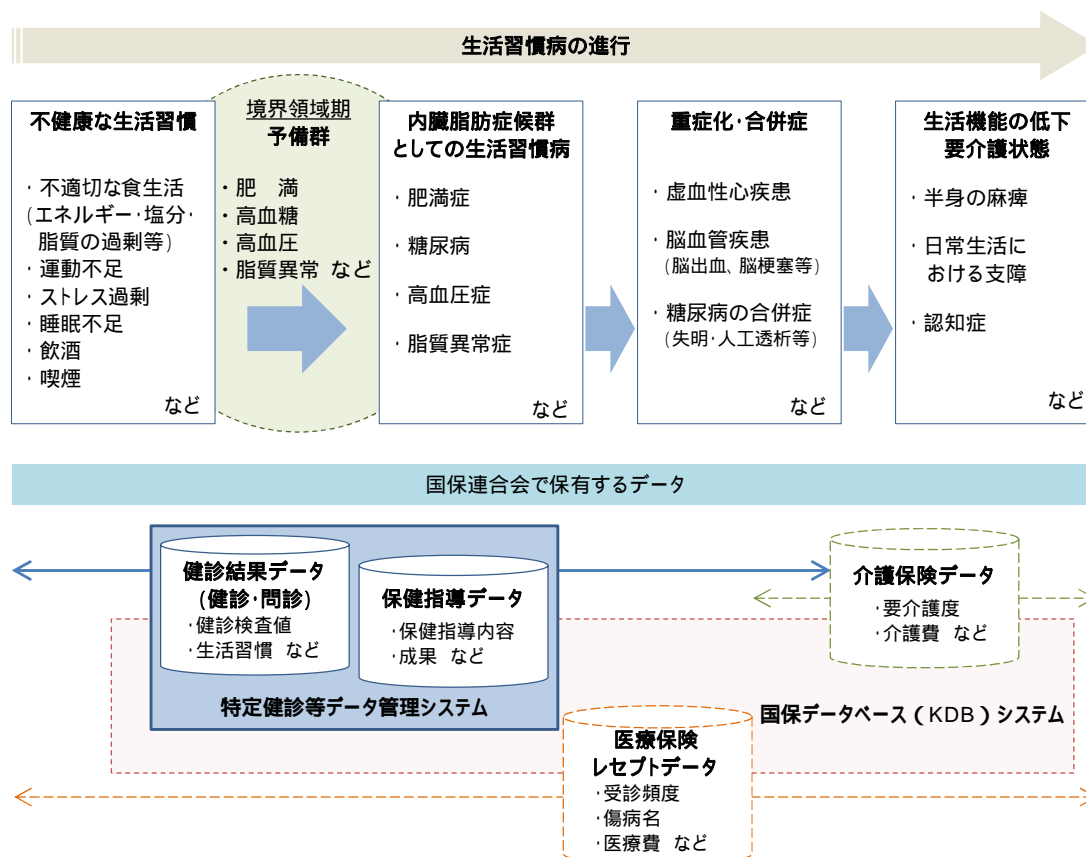 生活習慣病の進行
不健康な生活習慣
・不適切な食生活
(エネルギー・塩分・
脂質の過剰等)
・運動不足
・ストレス過剰
・睡眠不足
・飲酒
・喫煙
など
境界領域期
予備群
・肥　満
・高血糖
・高血圧
・脂質異常 など
内臓脂肪症候群
としての生活習慣病
・肥満症
・糖尿病
・高血圧症
・脂質異常症
など
重症化・合併症
・虚血性心疾患
・脳血管疾患
(脳出血、脳梗塞等)
・糖尿病の合併症
(失明・人工透析等)
など
生活機能の低下
要介護状態
・半身の麻痺
・日常生活に
おける支障
・認知症
など
国保連合会で保有するデータ
健診結果データ
(健診・問診)
・健診検査値
・生活習慣 など
保健指導データ
・保健指導内容
・成果 など
特定健診等データ管理システム
介護保険データ
・要介護度
・介護費 など
国保データベース(KDB)システム
医療保険
レセプトデータ
・受診頻度
・傷病名
・医療費 など